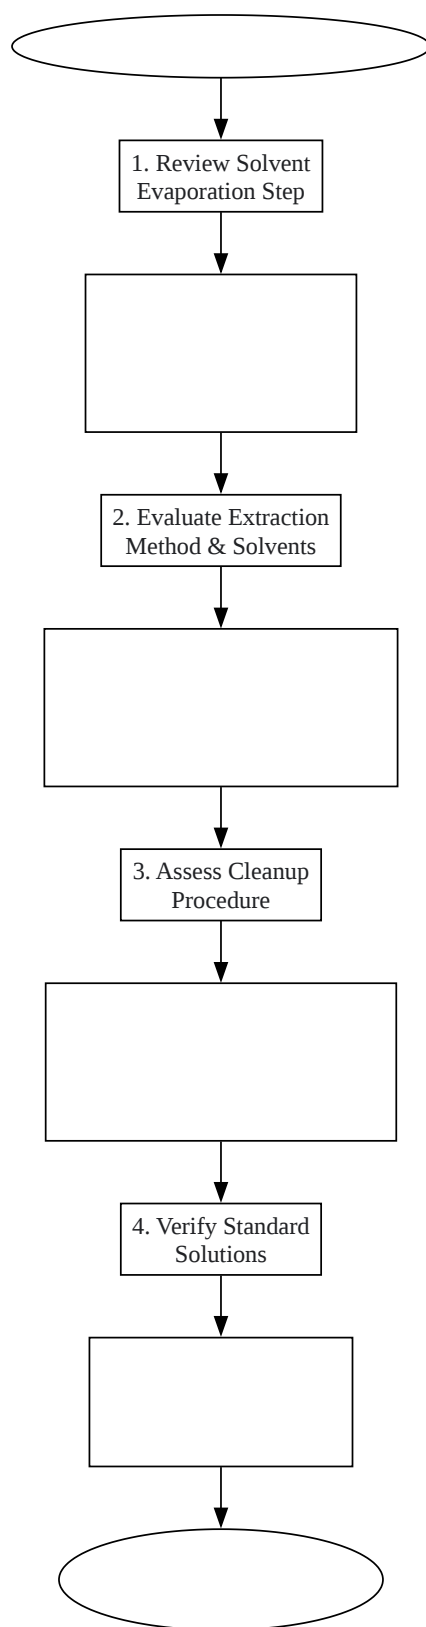 1. Review Solvent
Evaporation Step
2. Evaluate Extraction
Method & Solvents
3. Assess Cleanup
Procedure
4. Verify Standard
Solutions